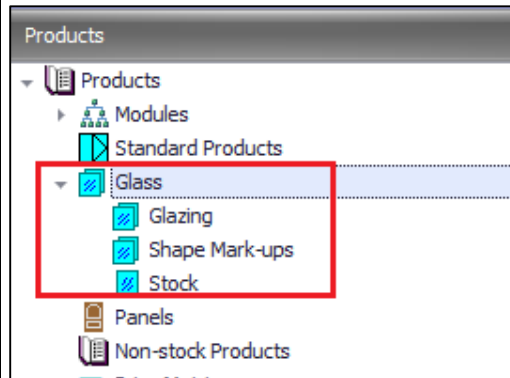 Products
Products
Modules
Standard Products
Glass
Glazing
Shape Mark-ups
Stock
Panels
Non-stock Products